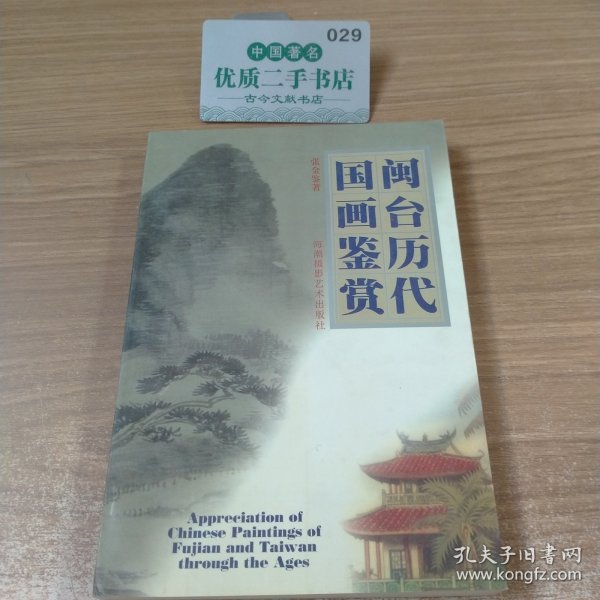 029
中国著名
优质二手书店
古今文献书店
闽台历代
国画鉴赏
张金鉴著
海潮摄影艺术出版社
Appreciation of
Chinese Paintings of
Fujian and Taiwan
through the Ages
孔夫子旧书网
www.kongfz.com